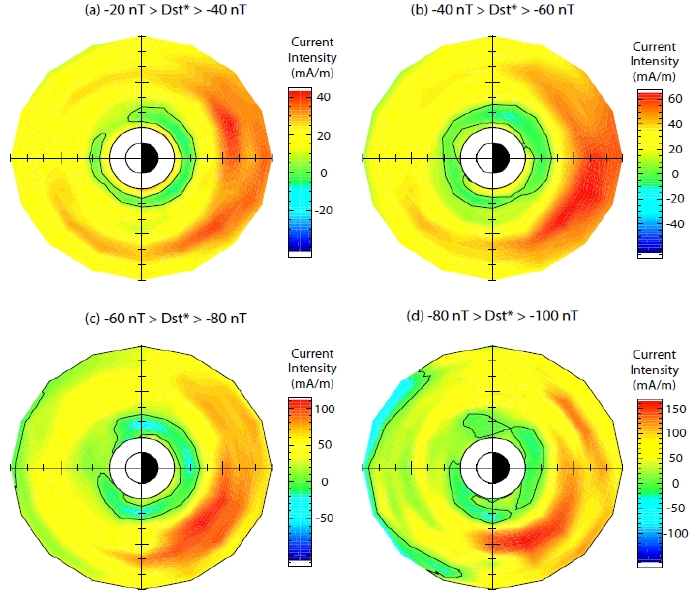 (a) -20 nT > Dst* > -40 nT
Current
Intensity
(mA/m)
40
20
0
-20
(b) -40 nT > Dst* > -60 nT
Current
Intensity
(mA/m)
60
40
20
0
-20
-40
(c) -60 nT > Dst* > -80 nT
Current
Intensity
(mA/m)
100
50
0
-50
(d) -80 nT > Dst* > -100 nT
Current
Intensity
(mA/m)
150
100
50
0
-50
-100